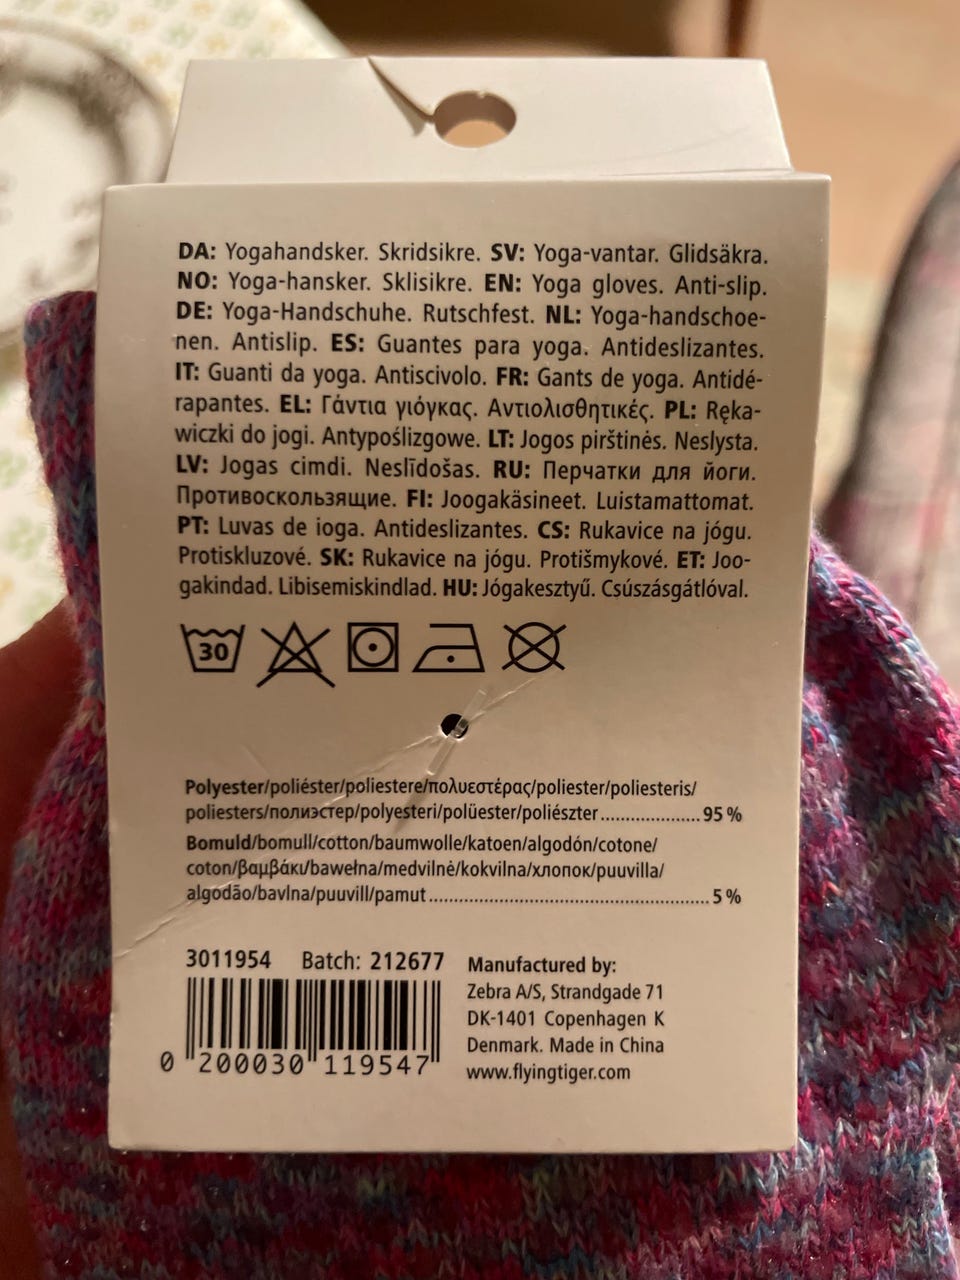 DA: Yogahandsker. Skridsikre. SV: Yoga-vantar. Glidsäkra.
NO: Yoga-hansker. Sklisikre. EN: Yoga gloves. Anti-slip.
DE: Yoga-Handschuhe. Rutschfest. NL: Yoga-handschoe-
nen. Antislip. ES: Guantes para yoga. Antideslizantes.
IT: Guanti da yoga. Antiscivolo. FR: Gants de yoga. Antidé-
rapantes. EL: Γάντια γιόγκας. Αντιολισθητικές. PL: Ręka-
wiczki do jogi. Antypoślizgowe. LT: Jogos pirštinės. Neslysta.
LV: Jogas cimdi. Neslīdošas. RU: Перчатки для йоги.
Противоскользящие. FI: Joogakäsineet. Luistamattomat.
PT: Luvas de ioga. Antideslizantes. CS: Rukavice na jógu.
Protiskluzové. SK: Rukavice na jógu. Protišmykové. ET: Joo-
gakindad. Libisemiskindlad. HU: Jógakesztyű. Csúszásgátlóval.
30
Polyester/poliéster/poliestere/πολυεστέρας/poliester/poliesteris/
poliesters/полиэстер/polyesteri/polüester/poliészter.................... 95 %
Bomuld/bomull/cotton/baumwolle/katoen/algodón/cotone/
coton/βαμβάκι/bawełna/medvilnė/kokvilna/хлопок/puuvilla/
algodão/bavlna/puuvill/pamut......................................................... 5 %
3011954 Batch: 212677
0 200030 119547
Manufactured by:
Zebra A/S, Strandgade 71
DK-1401 Copenhagen K
Denmark. Made in China
www.flyingtiger.com